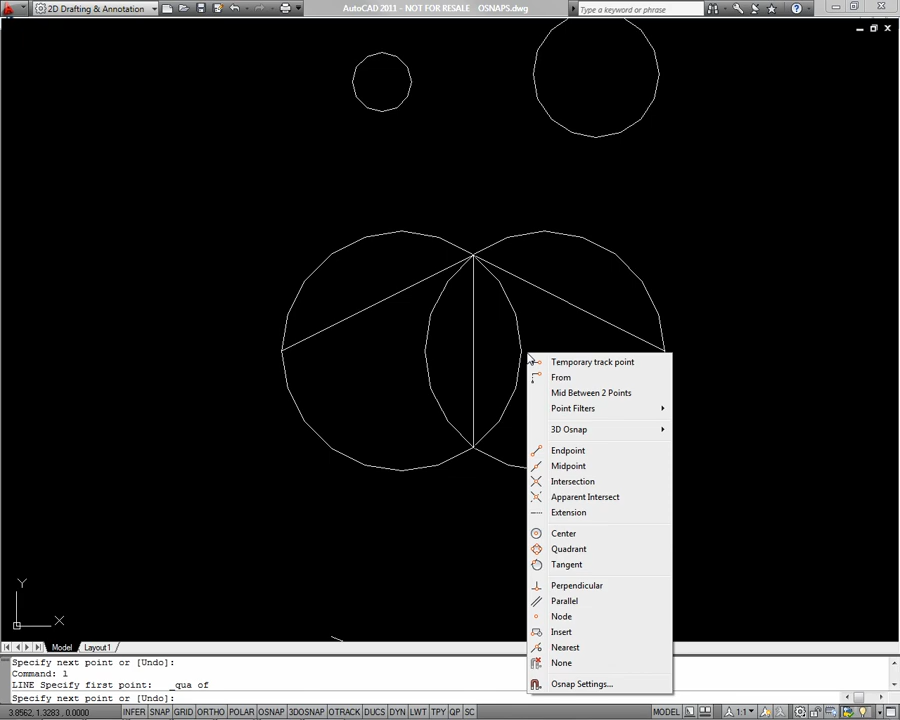 2D Drafting & Annotation
AutoCAD 2011 - NOT FOR RESALE OSNAPS.dwg
Type a keyword or phrase
Temporary track point
From
Mid Between 2 Points
Point Filters
3D Osnap
Endpoint
Midpoint
Intersection
Apparent Intersect
Extension
Center
Quadrant
Tangent
Perpendicular
Parallel
Node
Insert
Nearest
None
Osnap Settings...
Y
X
Model Layout1
Specify next point or [Undo]:
Command: l
LINE Specify first point: _qua of
Specify next point or [Undo]:
3.8562, 1.3283, 0.0000 INFER SNAP GRID ORTHO POLAR OSNAP 3DOSNAP OTRACK DUCS DYN LWT TPY QP SC MODEL 1:1